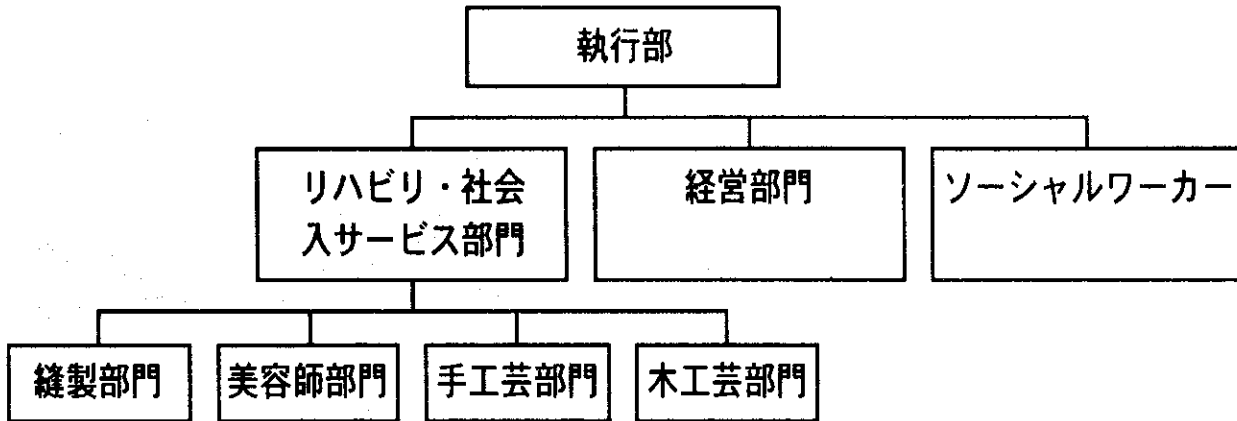 執行部
リハビリ・社会
入サービス部門
経営部門
ソーシャルワーカー
縫製部門
美容師部門
手工芸部門
木工芸部門